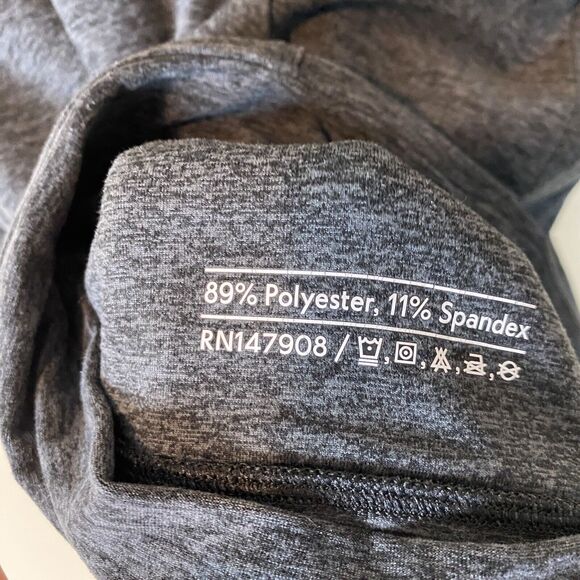 89% Polyester, 11% Spandex
RN147908 /